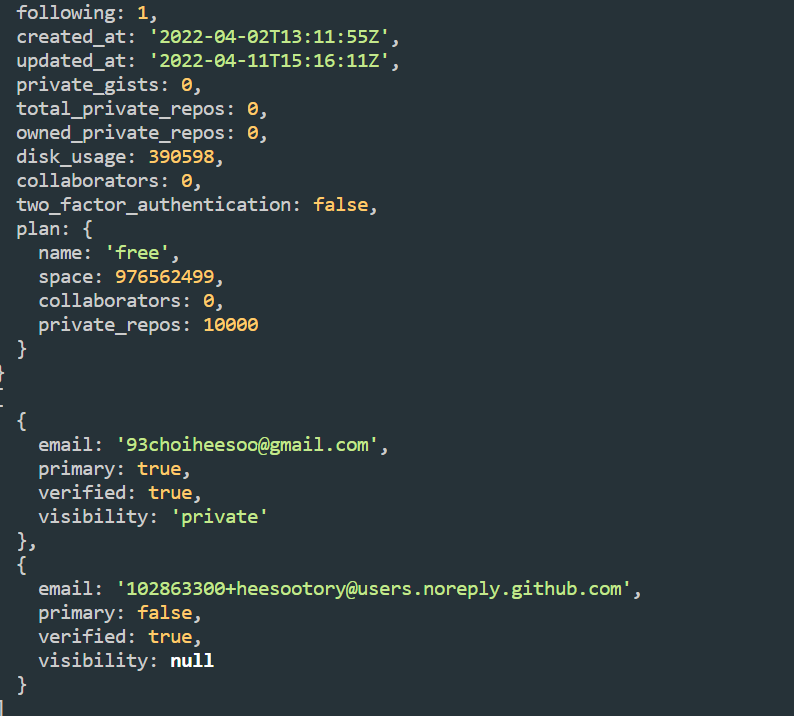 following: 1,
created_at: '2022-04-02T13:11:55Z',
updated_at: '2022-04-11T15:16:11Z',
private_gists: 0,
total_private_repos: 0,
owned_private_repos: 0,
disk_usage: 390598,
collaborators: 0,
two_factor_authentication: false,
plan: {
name: 'free',
space: 976562499,
collaborators: 0,
private_repos: 10000
}
}
[
{
email: '93choiheesoo@gmail.com',
primary: true,
verified: true,
visibility: 'private'
},
{
email: '102863300+heesootory@users.noreply.github.com',
primary: false,
verified: true,
visibility: null
}
]